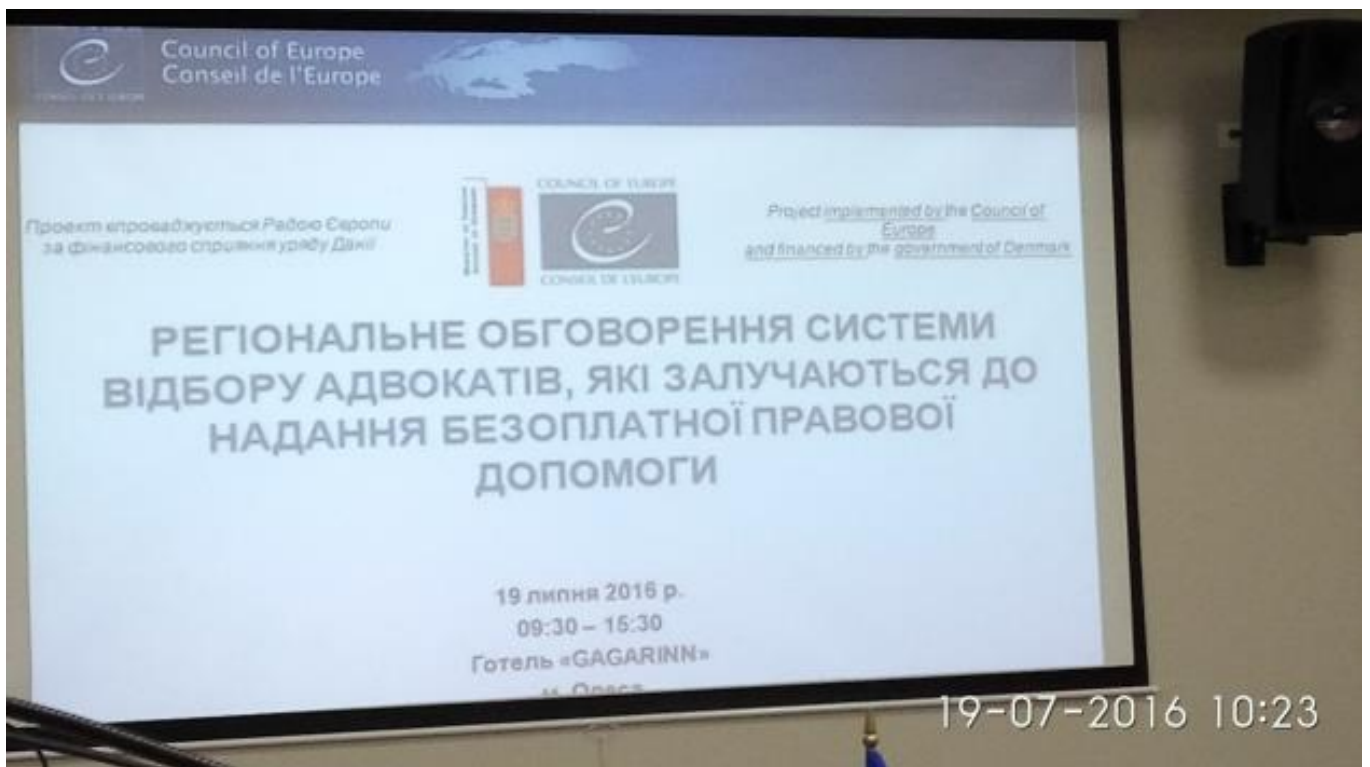 Council of Europe
Conseil de l'Europe
COUNCIL OF EUROPE
Проект впроваджується Радою Європи
за фінансового сприяння уряду Данії
CONSEIL DE L'EUROPE
Project implemented by the Council of
Europe
and financed by the government of Denmark
РЕГІОНАЛЬНЕ ОБГОВОРЕННЯ СИСТЕМИ
ВІДБОРУ АДВОКАТІВ, ЯКІ ЗАЛУЧАЮТЬСЯ ДО
НАДАННЯ БЕЗОПЛАТНОЇ ПРАВОВОЇ
ДОПОМОГИ
19 липня 2016 р.
09:30 – 15:30
Готель «GAGARINN»
м. Одеса
19-07-2016 10:23